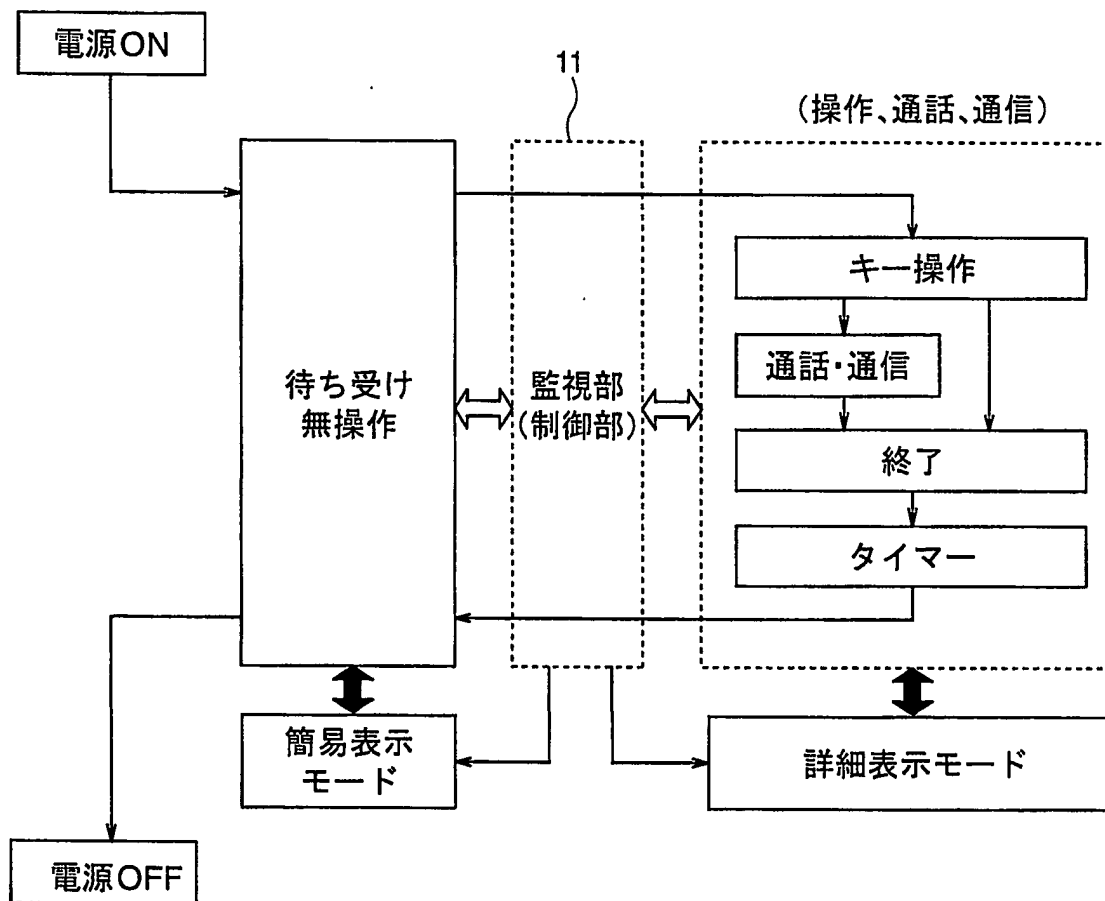 電源ON
11
(操作、通話、通信)
キー操作
通話・通信
待ち受け
無操作
監視部
(制御部)
終了
タイマー
簡易表示
モード
詳細表示モード
電源OFF